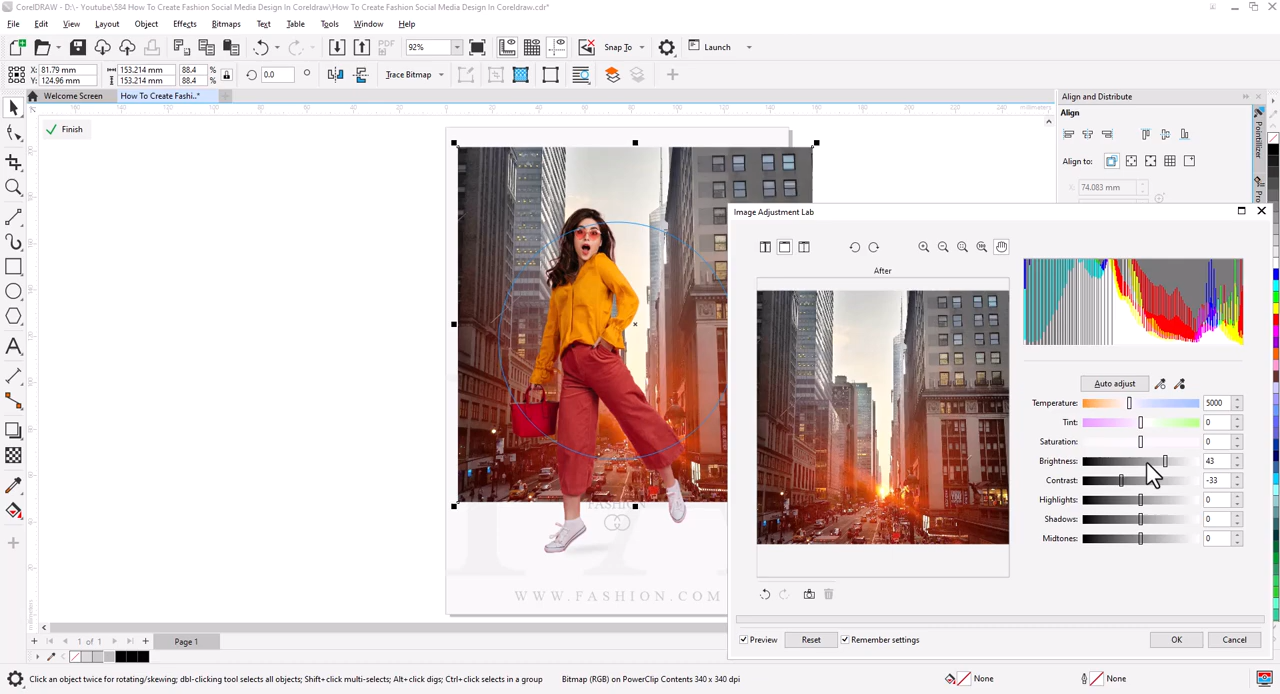 CorelDRAW - D:\- Youtube\584 How To Create Fashion Social Media Design In Coreldraw\How To Create Fashion Social Media Design In Coreldraw.cdr*
File Edit View Layout Object Effects Bitmaps Text Table Tools Window Help
92% PDF Snap To Launch
X: 81.79 mm 153.214 mm 88.4 % 0.0 ° Trace Bitmap
Y: 124.96 mm 153.214 mm 88.4 %
Welcome Screen How To Create Fashi..*
Align and Distribute
millimeters
Finish
Align
Align to:
X: 74.083 mm
Pointillizer
Image Adjustment Lab
After
Auto adjust
Temperature: 5000
Tint: 0
Saturation: 0
Brightness: 43
Contrast: -33
Highlights: 0
Shadows: 0
Midtones: 0
FASHION
WWW.FASHION.COM
Preview Reset Remember settings OK Cancel
1 of 1 Page 1
Click an object twice for rotating/skewing; dbl-clicking tool selects all objects; Shift+click multi-selects; Alt+click digs; Ctrl+click selects in a group Bitmap (RGB) on PowerClip Contents 340 x 340 dpi None None